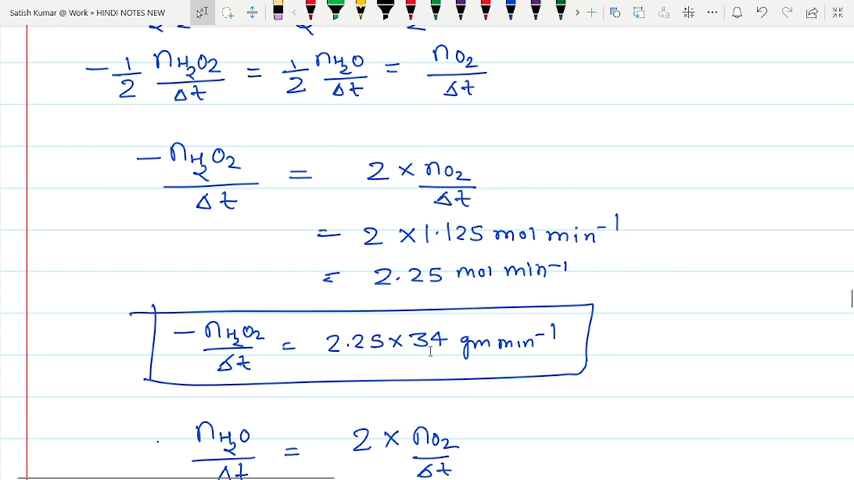 Satish Kumar @ Work » HINDI NOTES NEW
- 1/2 nH2O2/Δt = 1/2 nH2O/Δt = nO2/Δt
- nH2O2/Δt = 2 × nO2/Δt
= 2 × 1.125 mol min⁻¹
= 2.25 mol min⁻¹
- nH2O2/Δt = 2.25 × 34 gm min⁻¹
nH2O/Δt = 2 × nO2/Δt